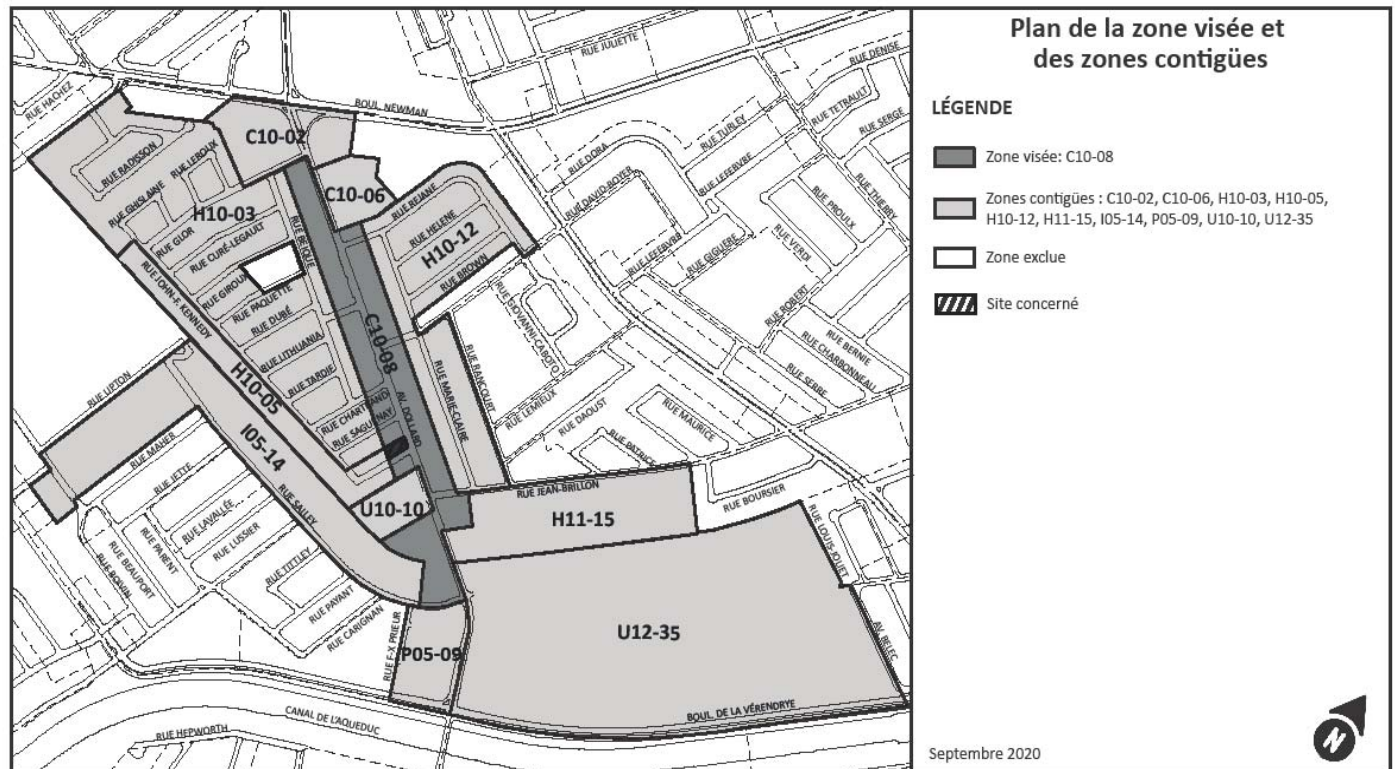 Plan de la zone visée et
des zones contigües
LÉGENDE
Zone visée: C10-08
Zones contigües : C10-02, C10-06, H10-03, H10-05,
H10-12, H11-15, I05-14, P05-09, U10-10, U12-35
Zone exclue
Site concerné
Septembre 2020
N
RUE HACHEZ
RUE JULIETTE
RUE DENISE
BOUL. NEWMAN
RUE TETRAULT
RUE SERGE
RUE TURLEY
RUE DORA
C10-02
RUE RADISSON
RUE LEROUX
RUE LEFEBVRE
RUE THIERRY
RUE DAVID-BOYER
C10-06
RUE GHISLAINE
H10-03
RUE REJANE
RUE PROULX
RUE HELENE
H10-12
RUE GLOR
RUE CURÉ-LEGAULT
RUE VERDI
RUE LEFEBVRE
RUE GIGUERE
RUE BROWN
RUE JOHN-F. KENNEDY
RUE GIROUX
RUE PAQUETTE
RUE DUBÉ
RUE GIOVANNI-CABOTO
RUE ROBERT
RUE LITHUANIA
C10-08
RUE BERNIE
RUE CHARBONNEAU
RUE TARDIF
RUE RANCOURT
RUE MARIE-CLAIRE
RUE SERRE
RUE LIPTON
H10-05
AV. DOLLARD
RUE CHARTRAND
RUE SAGUENAY
RUE LEMIEUX
RUE DAOUST
RUE MAURICE
RUE MAHER
I05-14
RUE PATRICE
RUE JETTE
RUE SALLEY
RUE LAVALLÉE
RUE LUSSIER
U10-10
RUE JEAN-BRILLON
H11-15
RUE BOURSIER
RUE LOUIS-JOLIET
RUE PARENT
RUE BEAUPORT
RUE BOIVIN
RUE TITTLEY
RUE PAYANT
RUE CARIGNAN
U12-35
RUE F-X PRIEUR
P05-09
AV. BELEC
BOUL. DE LA VÉRENDRYE
CANAL DE L'AQUEDUC
RUE HEPWORTH